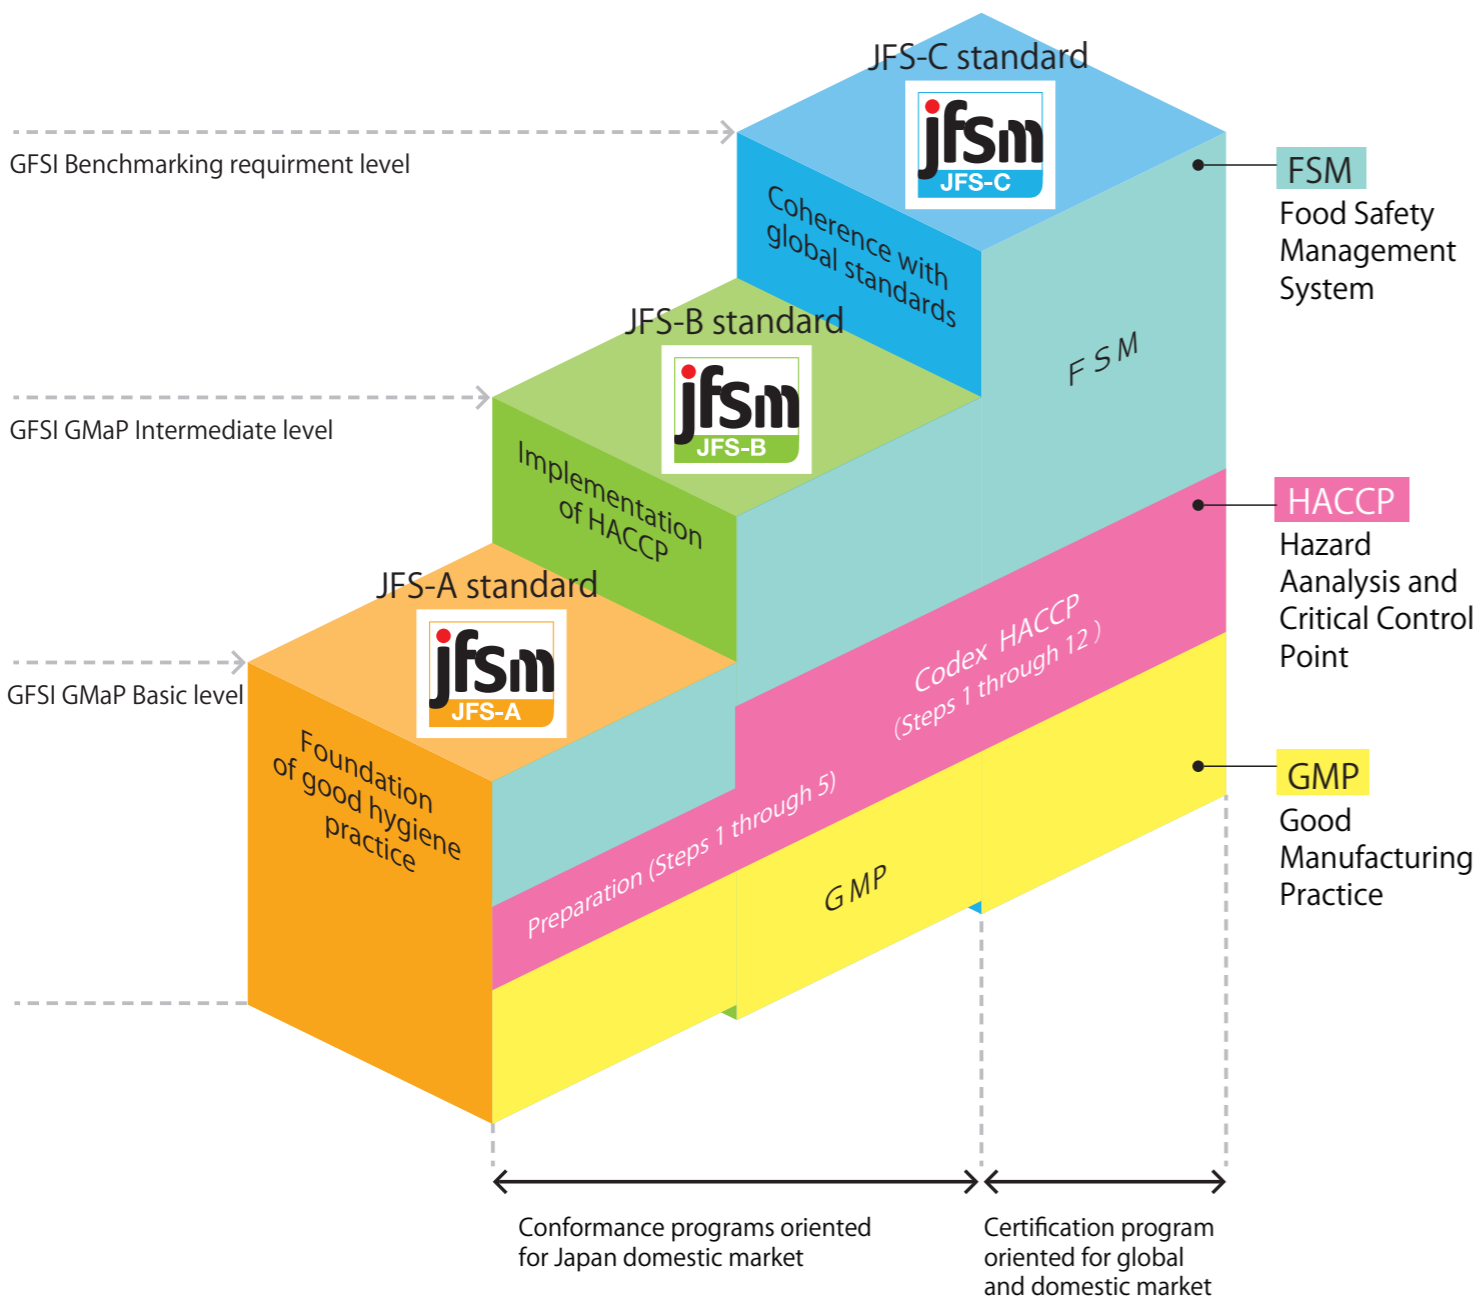 JFS-C standard
jfsm
JFS-C
GFSI Benchmarking requirment level
Coherence with
global standards
FSM
Food Safety
Management
System
JFS-B standard
jfsm
JFS-B
FSM
GFSI GMaP Intermediate level
Implementation
of HACCP
HACCP
Hazard
Aanalysis and
Critical Control
Point
JFS-A standard
jfsm
JFS-A
Codex HACCP
(Steps 1 through 12 )
GFSI GMaP Basic level
Foundation
of good hygiene
practice
Preparation (Steps 1 through 5)
GMP
GMP
Good
Manufacturing
Practice
Conformance programs oriented
for Japan domestic market
Certification program
oriented for global
and domestic market